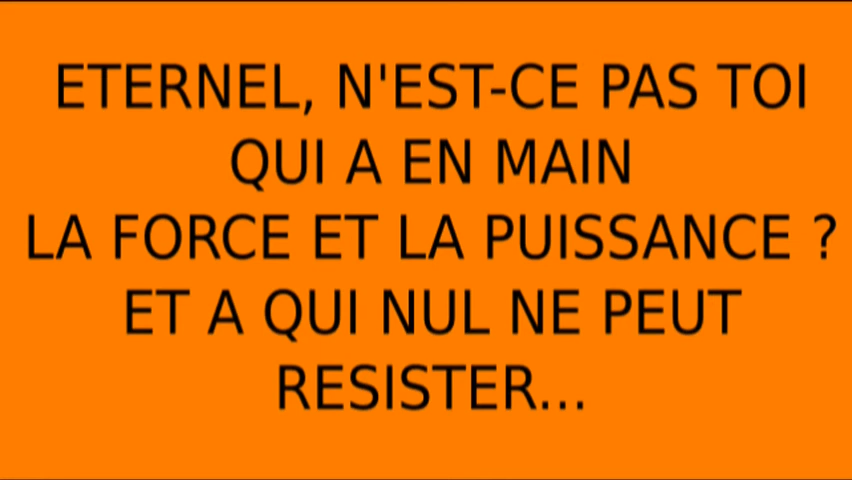 ETERNEL, N'EST-CE PAS TOI
QUI A EN MAIN
LA FORCE ET LA PUISSANCE ?
ET A QUI NUL NE PEUT
RESISTER...